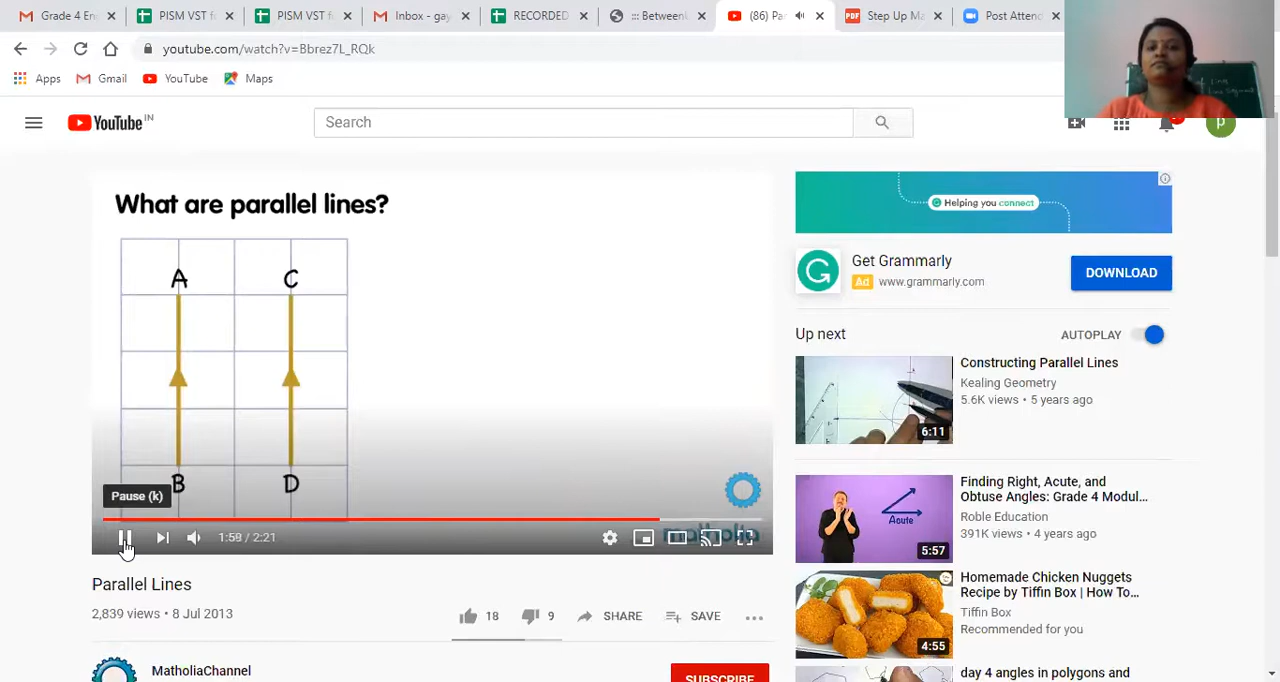 Grade 4 En
PISM VST f
PISM VST f
Inbox - gay
RECORDED
::: Between
(86) Pa
Step Up Ma
Post Attend
youtube.com/watch?v=Bbrez7L_RQk
Apps
Gmail
YouTube
Maps
YouTube IN
Search
P
What are parallel lines?
A
C
B
D
Pause (k)
1:58 / 2:21
matholia
Parallel Lines
2,839 views • 8 Jul 2013
18
9
SHARE
SAVE
MatholiaChannel
SUBSCRIBE
Helping you connect
Get Grammarly
Ad www.grammarly.com
DOWNLOAD
Up next
AUTOPLAY
Constructing Parallel Lines
Kealing Geometry
5.6K views • 5 years ago
6:11
Finding Right, Acute, and
Obtuse Angles: Grade 4 Modul...
Roble Education
391K views • 4 years ago
Acute
5:57
Homemade Chicken Nuggets
Recipe by Tiffin Box | How To...
Tiffin Box
Recommended for you
4:55
day 4 angles in polygons and